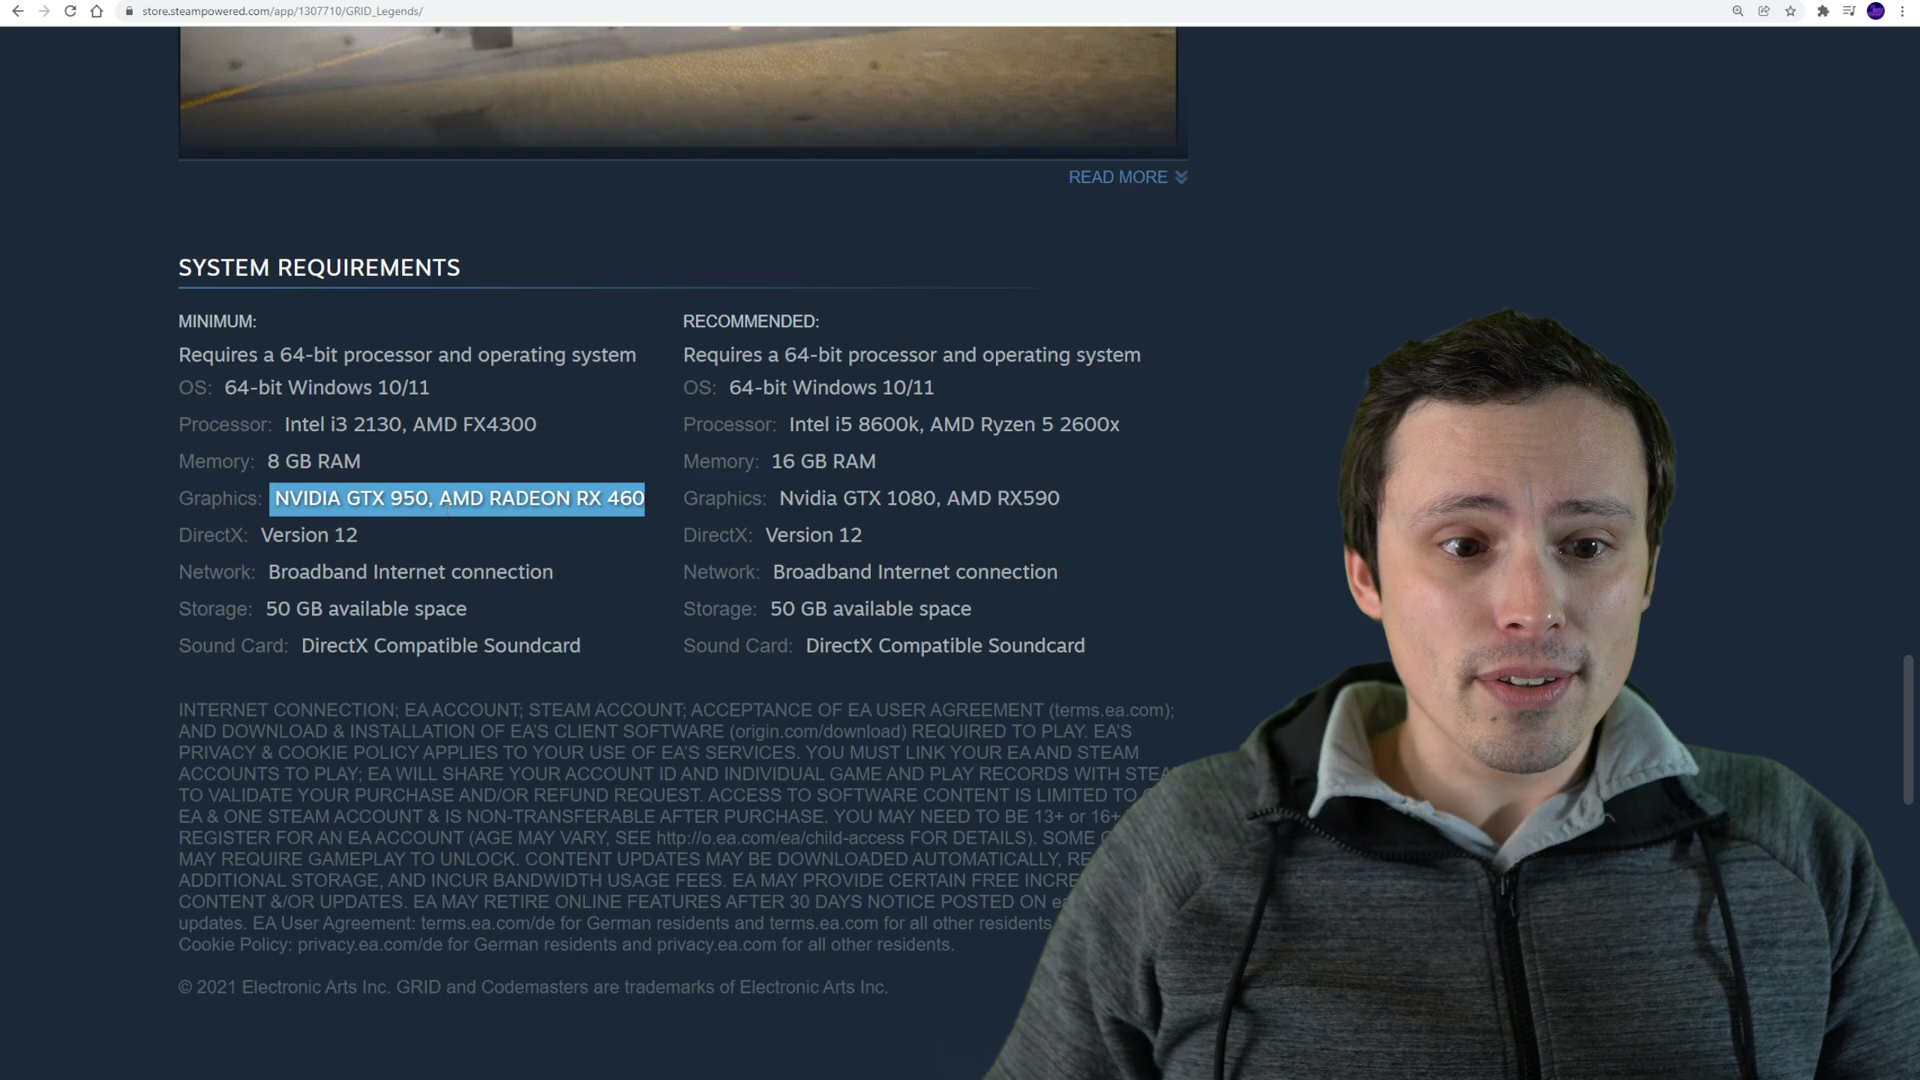 store.steampowered.com/app/1307710/GRID_Legends/
READ MORE
SYSTEM REQUIREMENTS
MINIMUM:
Requires a 64-bit processor and operating system
OS: 64-bit Windows 10/11
Processor: Intel i3 2130, AMD FX4300
Memory: 8 GB RAM
Graphics: NVIDIA GTX 950, AMD RADEON RX 460
DirectX: Version 12
Network: Broadband Internet connection
Storage: 50 GB available space
Sound Card: DirectX Compatible Soundcard
RECOMMENDED:
Requires a 64-bit processor and operating system
OS: 64-bit Windows 10/11
Processor: Intel i5 8600k, AMD Ryzen 5 2600x
Memory: 16 GB RAM
Graphics: Nvidia GTX 1080, AMD RX590
DirectX: Version 12
Network: Broadband Internet connection
Storage: 50 GB available space
Sound Card: DirectX Compatible Soundcard
INTERNET CONNECTION; EA ACCOUNT; STEAM ACCOUNT; ACCEPTANCE OF EA USER AGREEMENT (terms.ea.com);
AND DOWNLOAD & INSTALLATION OF EA'S CLIENT SOFTWARE (origin.com/download) REQUIRED TO PLAY. EA'S
PRIVACY & COOKIE POLICY APPLIES TO YOUR USE OF EA'S SERVICES. YOU MUST LINK YOUR EA AND STEAM
ACCOUNTS TO PLAY; EA WILL SHARE YOUR ACCOUNT ID AND INDIVIDUAL GAME AND PLAY RECORDS WITH
TO VALIDATE YOUR PURCHASE AND/OR REFUND REQUEST. ACCESS TO SOFTWARE CONTENT IS LIMITED TO
EA & ONE STEAM ACCOUNT & IS NON-TRANSFERABLE AFTER PURCHASE. YOU MAY NEED TO BE 13+ or 16+
REGISTER FOR AN EA ACCOUNT (AGE MAY VARY, SEE http://o.ea.com/ea/child-access FOR DETAILS). SOME
MAY REQUIRE GAMEPLAY TO UNLOCK. CONTENT UPDATES MAY BE DOWNLOADED AUTOMATICALLY,
ADDITIONAL STORAGE, AND INCUR BANDWIDTH USAGE FEES. EA MAY PROVIDE CERTAIN FREE
CONTENT &/OR UPDATES. EA MAY RETIRE ONLINE FEATURES AFTER 30 DAYS NOTICE POSTED ON
updates. EA User Agreement: terms.ea.com/de for German residents and terms.ea.com for all other residents
Cookie Policy: privacy.ea.com/de for German residents and privacy.ea.com for all other residents.
© 2021 Electronic Arts Inc. GRID and Codemasters are trademarks of Electronic Arts Inc.